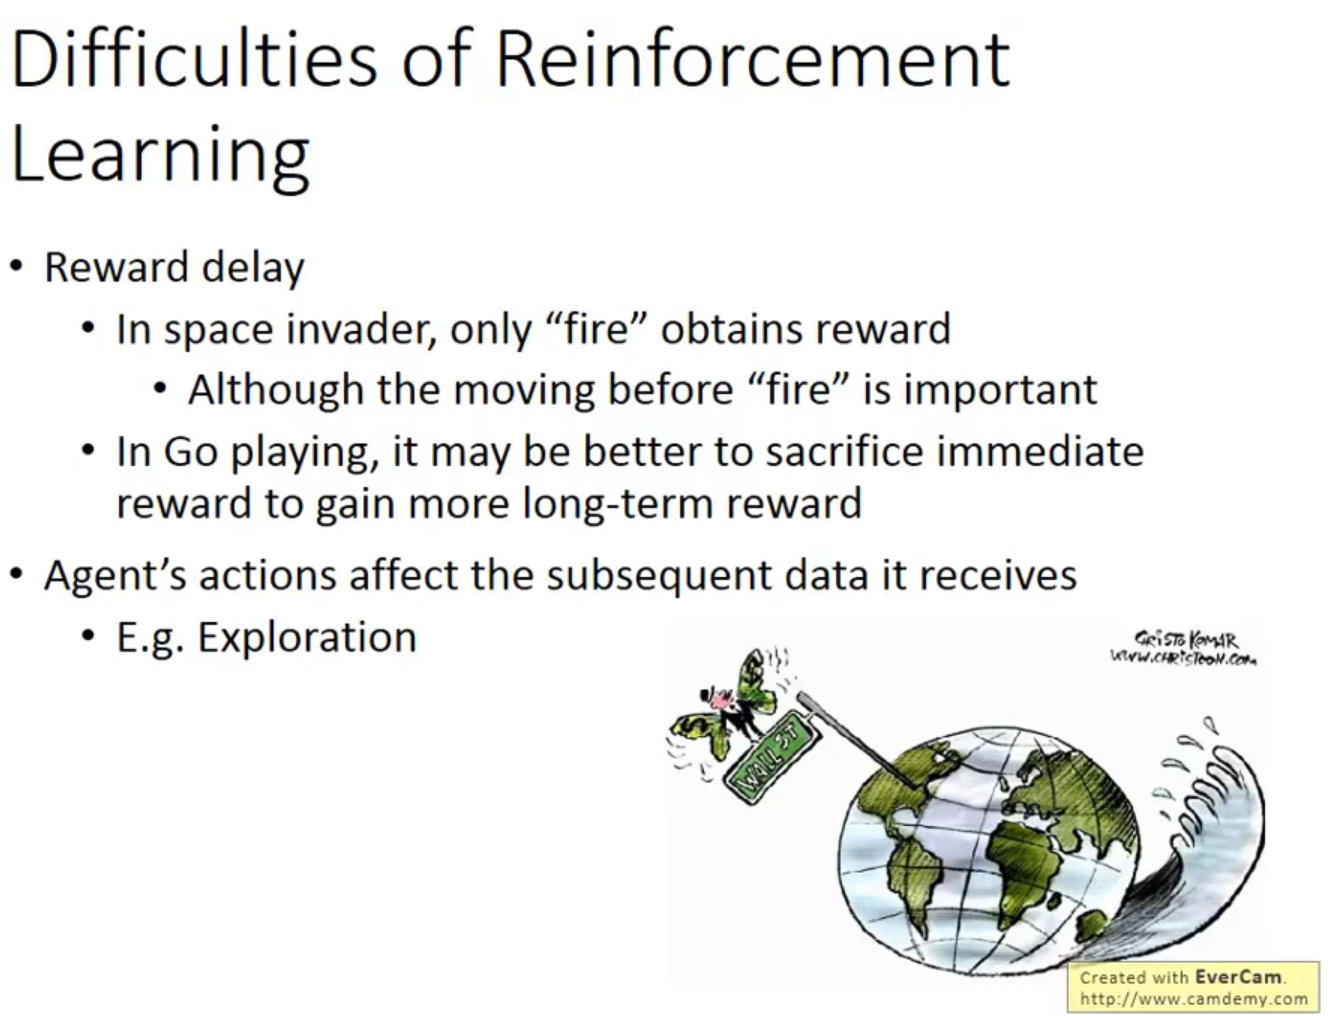 Difficulties of Reinforcement
Learning
• Reward delay
• In space invader, only “fire” obtains reward
• Although the moving before “fire” is important
• In Go playing, it may be better to sacrifice immediate
reward to gain more long-term reward
• Agent’s actions affect the subsequent data it receives
• E.g. Exploration
WWW.CHRISTOON.COM
WALL ST
Created with EverCam.
http://www.camdemy.com